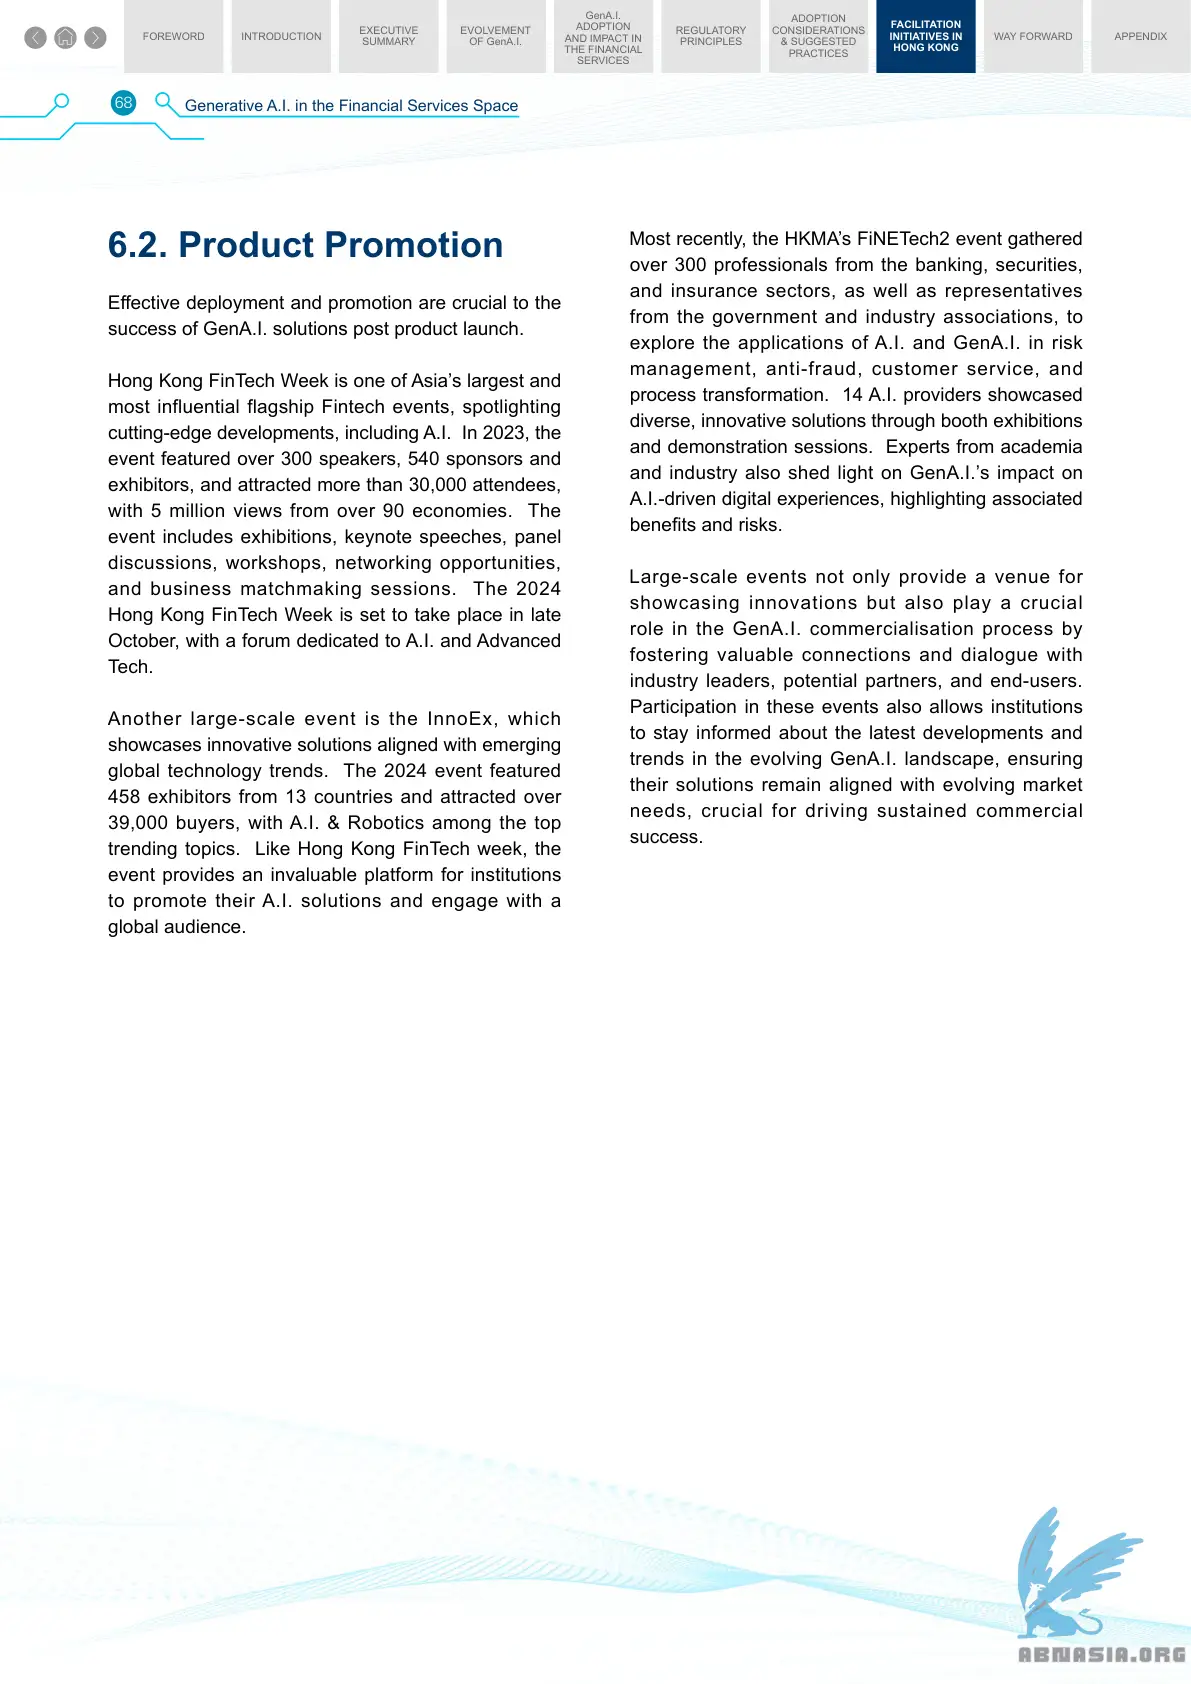 FOREWORD
INTRODUCTION
EXECUTIVE
SUMMARY
EVOLVEMENT
OF GenA.I.
GenA.I.
ADOPTION
AND IMPACT IN
THE FINANCIAL
SERVICES
REGULATORY
PRINCIPLES
ADOPTION
CONSIDERATIONS
& SUGGESTED
PRACTICES
FACILITATION
INITIATIVES IN
HONG KONG
WAY FORWARD
APPENDIX
68
Generative A.I. in the Financial Services Space
6.2. Product Promotion
Effective deployment and promotion are crucial to the
success of GenA.I. solutions post product launch.
Hong Kong FinTech Week is one of Asia’s largest and
most influential flagship Fintech events, spotlighting
cutting-edge developments, including A.I.  In 2023, the
event featured over 300 speakers, 540 sponsors and
exhibitors, and attracted more than 30,000 attendees,
with 5 million views from over 90 economies.  The
event includes exhibitions, keynote speeches, panel
discussions, workshops, networking opportunities,
and business matchmaking sessions.  The 2024
Hong Kong FinTech Week is set to take place in late
October, with a forum dedicated to A.I. and Advanced
Tech.
Another large-scale event is the InnoEx, which
showcases innovative solutions aligned with emerging
global technology trends.  The 2024 event featured
458 exhibitors from 13 countries and attracted over
39,000 buyers, with A.I. & Robotics among the top
trending topics.  Like Hong Kong FinTech week, the
event provides an invaluable platform for institutions
to promote their A.I. solutions and engage with a
global audience.
Most recently, the HKMA’s FiNETech2 event gathered
over 300 professionals from the banking, securities,
and insurance sectors, as well as representatives
from the government and industry associations, to
explore the applications of A.I. and GenA.I. in risk
management, anti-fraud, customer service, and
process transformation.  14 A.I. providers showcased
diverse, innovative solutions through booth exhibitions
and demonstration sessions.  Experts from academia
and industry also shed light on GenA.I.’s impact on
A.I.-driven digital experiences, highlighting associated
benefits and risks.
Large-scale events not only provide a venue for
showcasing innovations but also play a crucial
role in the GenA.I. commercialisation process by
fostering valuable connections and dialogue with
industry leaders, potential partners, and end-users.
Participation in these events also allows institutions
to stay informed about the latest developments and
trends in the evolving GenA.I. landscape, ensuring
their solutions remain aligned with evolving market
needs, crucial for driving sustained commercial
success.
ABNASIA.ORG